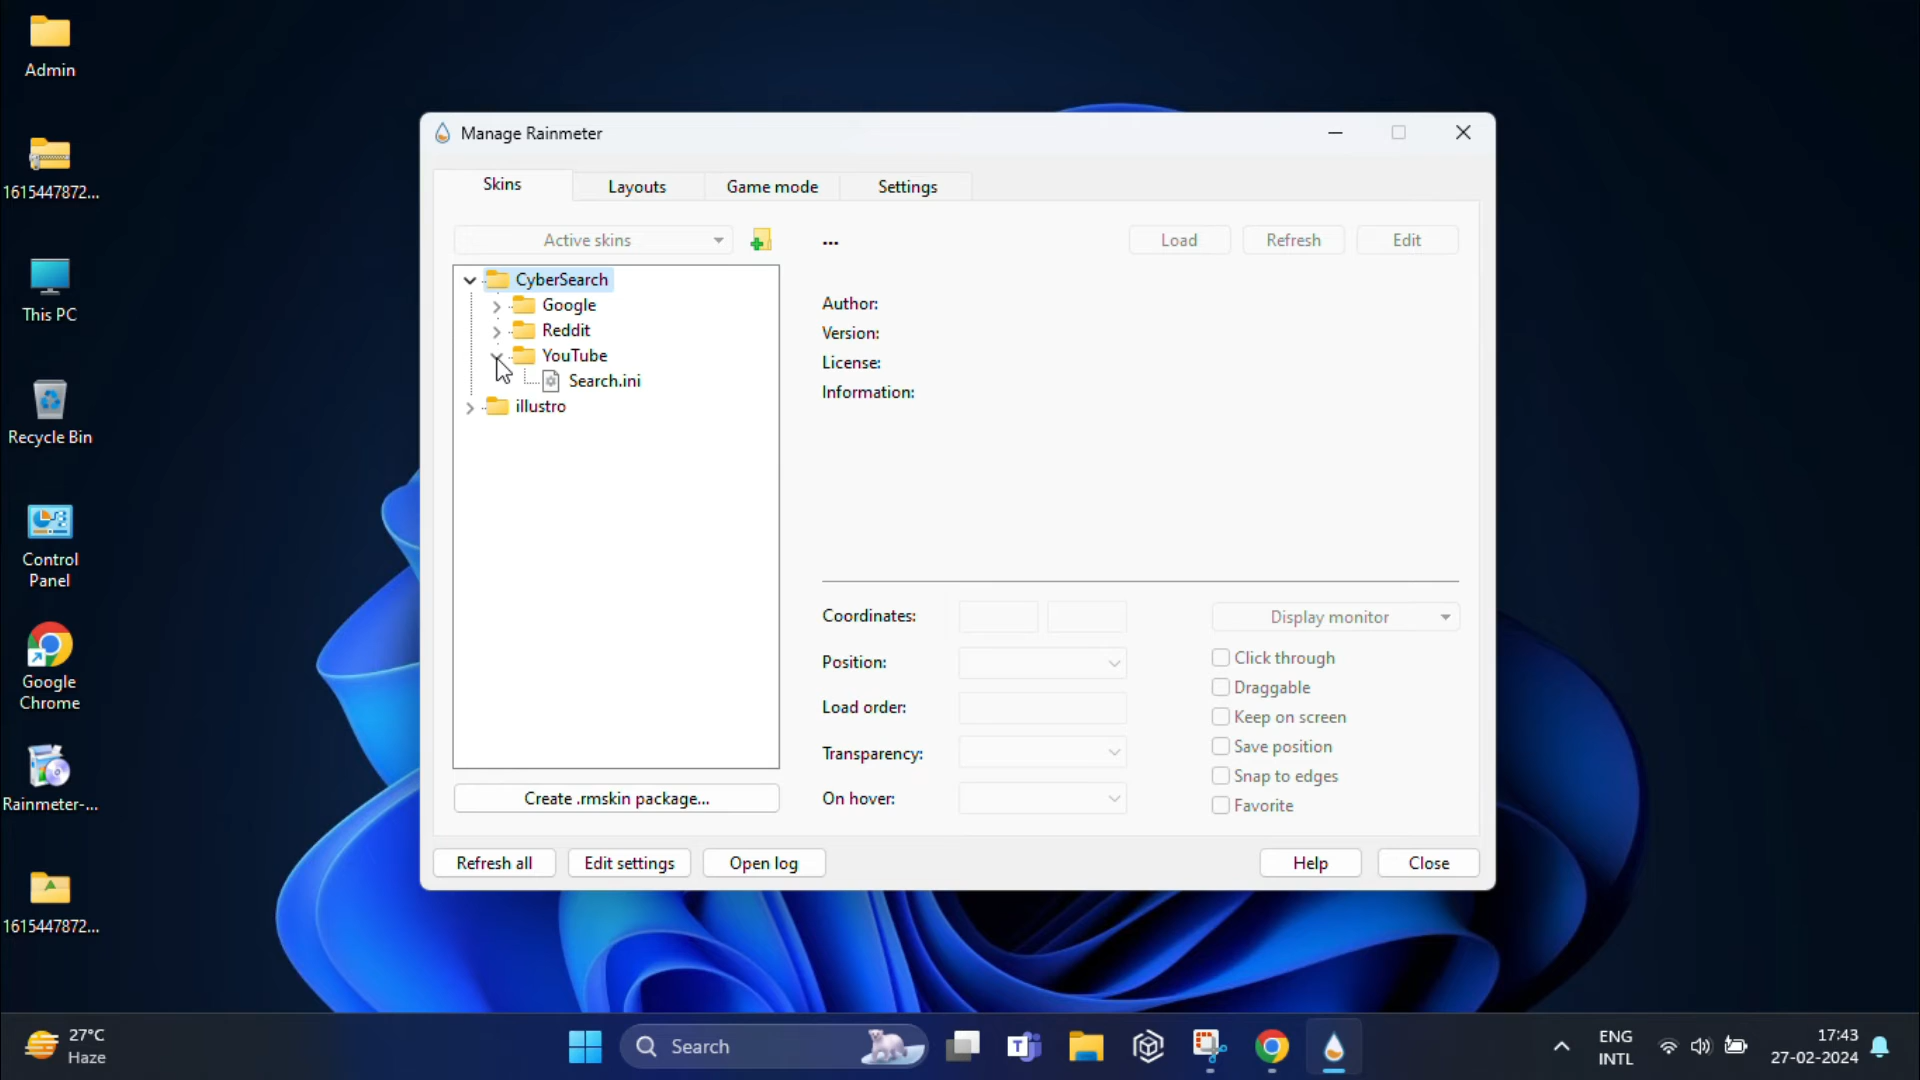 Admin
1615447872...
This PC
Recycle Bin
Control
Panel
Google
Chrome
Rainmeter-...
1615447872...
Manage Rainmeter
Skins
Layouts
Game mode
Settings
Active skins
...
Load
Refresh
Edit
CyberSearch
Google
Reddit
YouTube
Search.ini
illustro
Author:
Version:
License:
Information:
Coordinates:
Display monitor
Position:
Click through
Draggable
Load order:
Keep on screen
Transparency:
Save position
Snap to edges
On hover:
Favorite
Create .rmskin package...
Refresh all
Edit settings
Open log
Help
Close
27°C
Haze
Search
ENG
INTL
17:43
27-02-2024